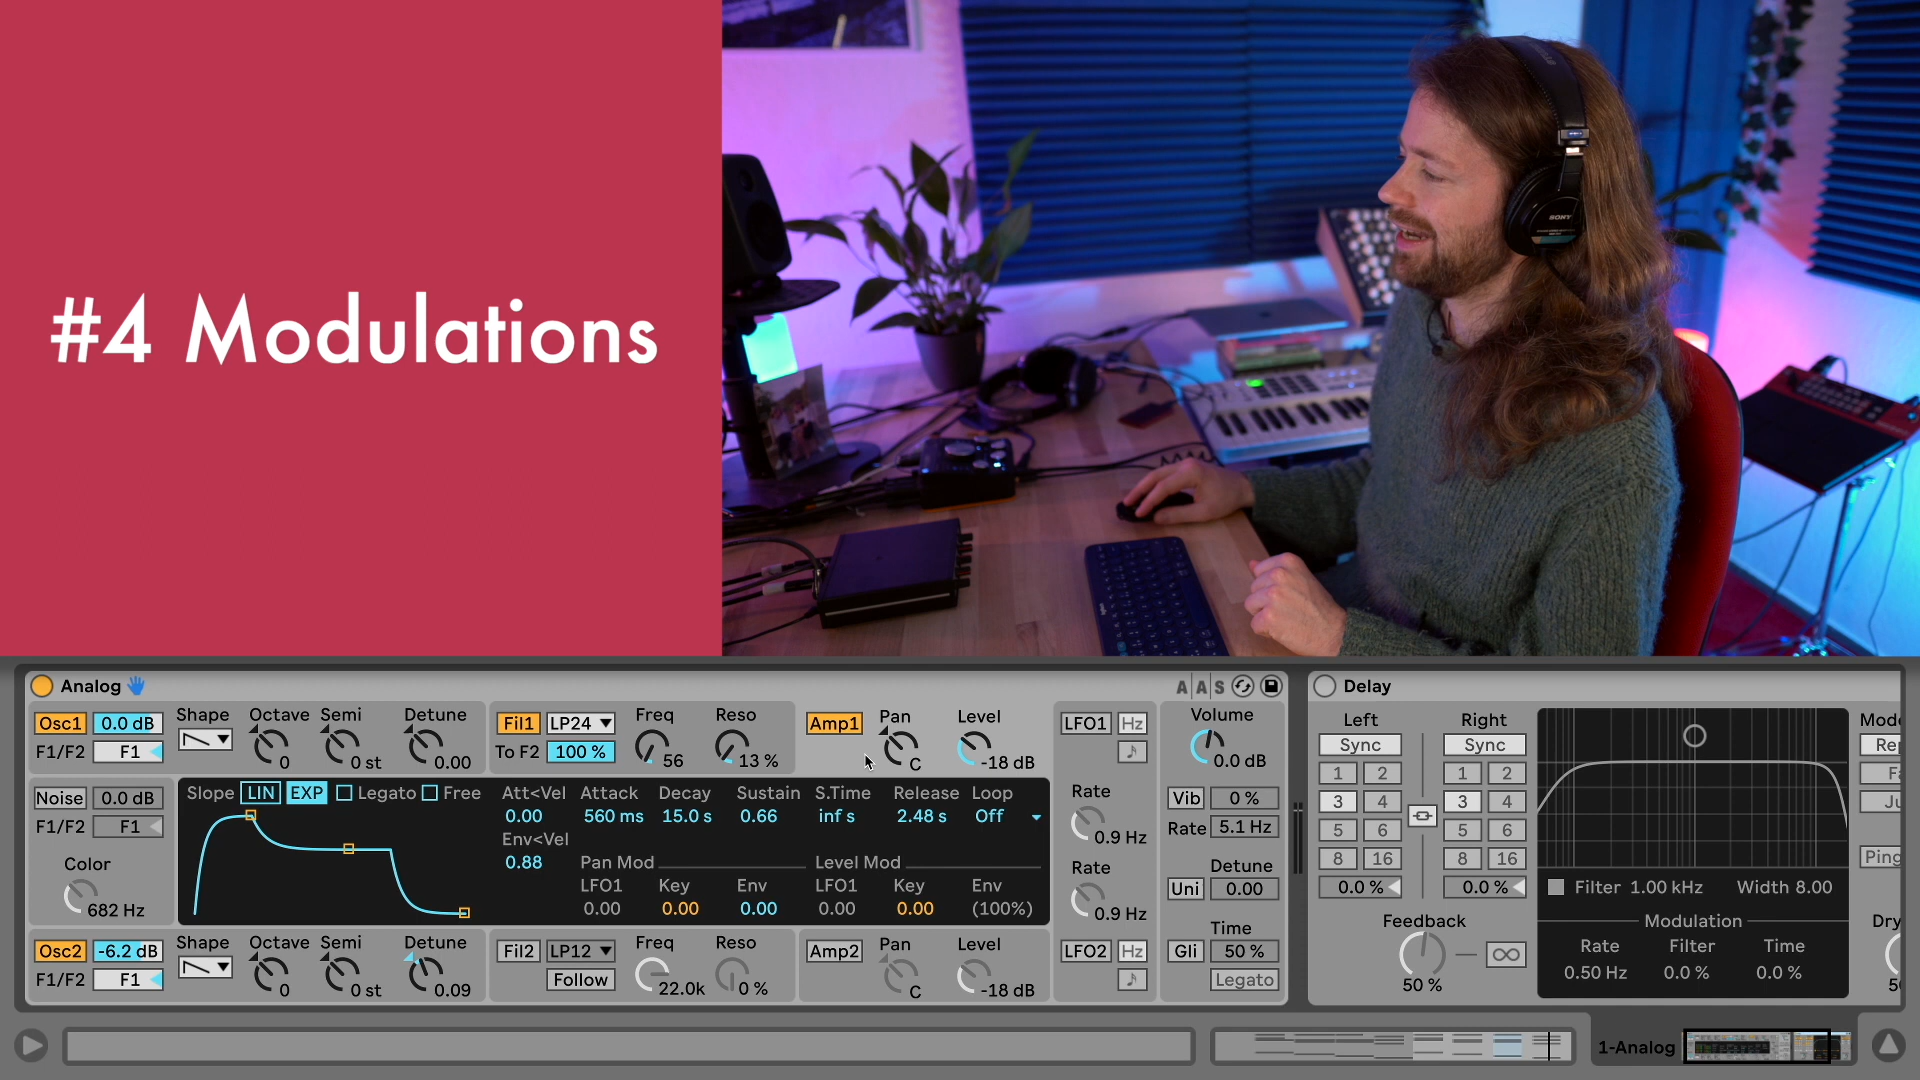 #4 Modulations
SONY
Analog
A A S
Delay
Osc1 0.0 dB Shape Octave Semi Detune
F1/F2 F1 0 0 st 0.00
Fil1 LP24 Freq Reso
To F2 100 % 56 13 %
Amp1 Pan Level
C -18 dB
LFO1 Hz
Volume
0.0 dB
Left Right
Sync Sync
1 2 1 2
3 4 3 4
5 6 5 6
8 16 8 16
0.0 % 0.0 %
Feedback
50 %
Noise 0.0 dB
F1/F2 F1
Color
682 Hz
Slope LIN EXP Legato Free
Att<Vel Attack Decay Sustain S.Time Release Loop
0.00 560 ms 15.0 s 0.66 inf s 2.48 s Off
Env<Vel
0.88
Pan Mod Level Mod
LFO1 Key Env LFO1 Key Env
0.00 0.00 0.00 0.00 0.00 (100%)
Rate
0.9 Hz
Rate
0.9 Hz
Vib 0 %
Rate 5.1 Hz
Detune
Uni 0.00
Time
Gli 50 %
Legato
Filter 1.00 kHz Width 8.00
Modulation
Rate Filter Time
0.50 Hz 0.0 % 0.0 %
Ping
Dry
Osc2 -6.2 dB Shape Octave Semi Detune
F1/F2 F1 0 0 st 0.09
Fil2 LP12 Freq Reso
Follow 22.0k 0 %
Amp2 Pan Level
C -18 dB
LFO2 Hz
1-Analog